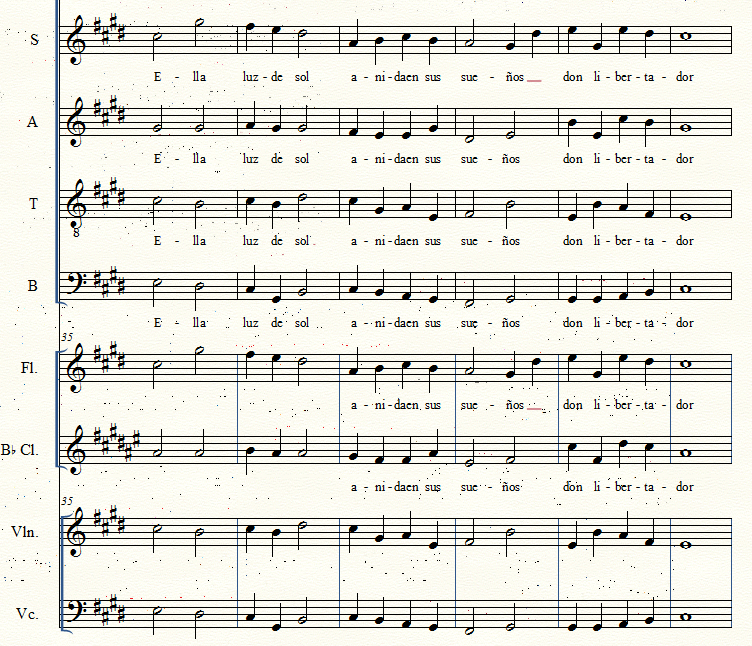 S
E - lla luz - de sol a - ni - daen sus sue - ños __ don li - ber - ta - dor
A
E - lla luz de sol a - ni - daen sus sue - ños don li - ber - ta - dor
T
8
E - lla luz de sol a - ni - daen sus sue - ños don li - ber - ta - dor
B
E - lla luz de sol a - ni - daen sus sue - ños don li - ber - ta - dor
35
Fl.
a - ni - daen sus sue - ños __ don li - ber - ta - dor
B♭ Cl.
a - ni - daen sus sue - ños don li - ber - ta - dor
35
Vln.
Vc.